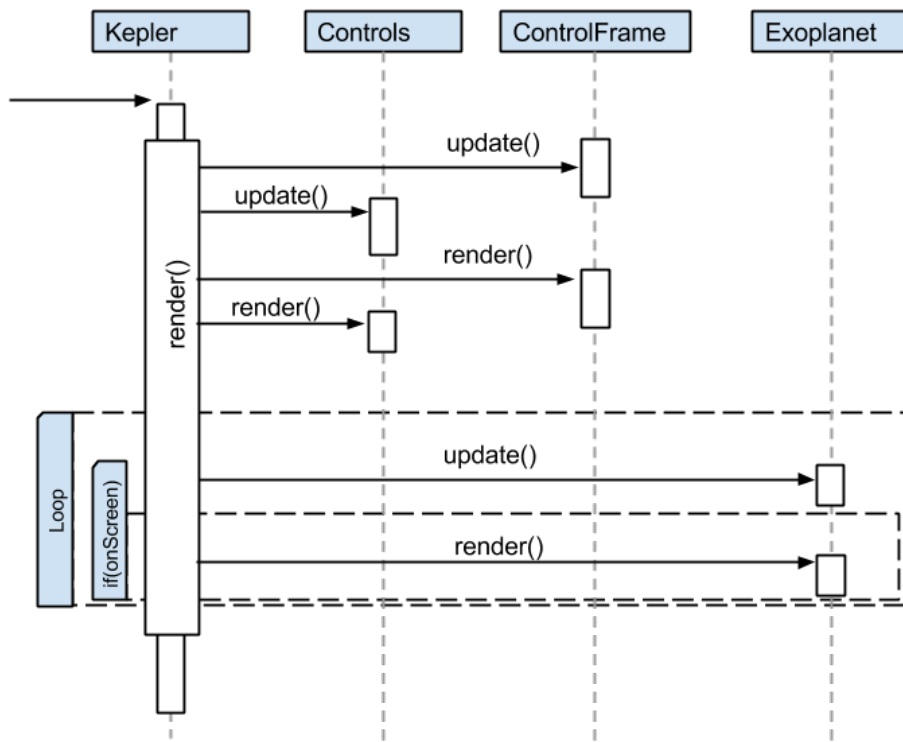 Kepler
Controls
ControlFrame
Exoplanet
update()
update()
render()
render()
render()
update()
Loop
if(onScreen)
render()